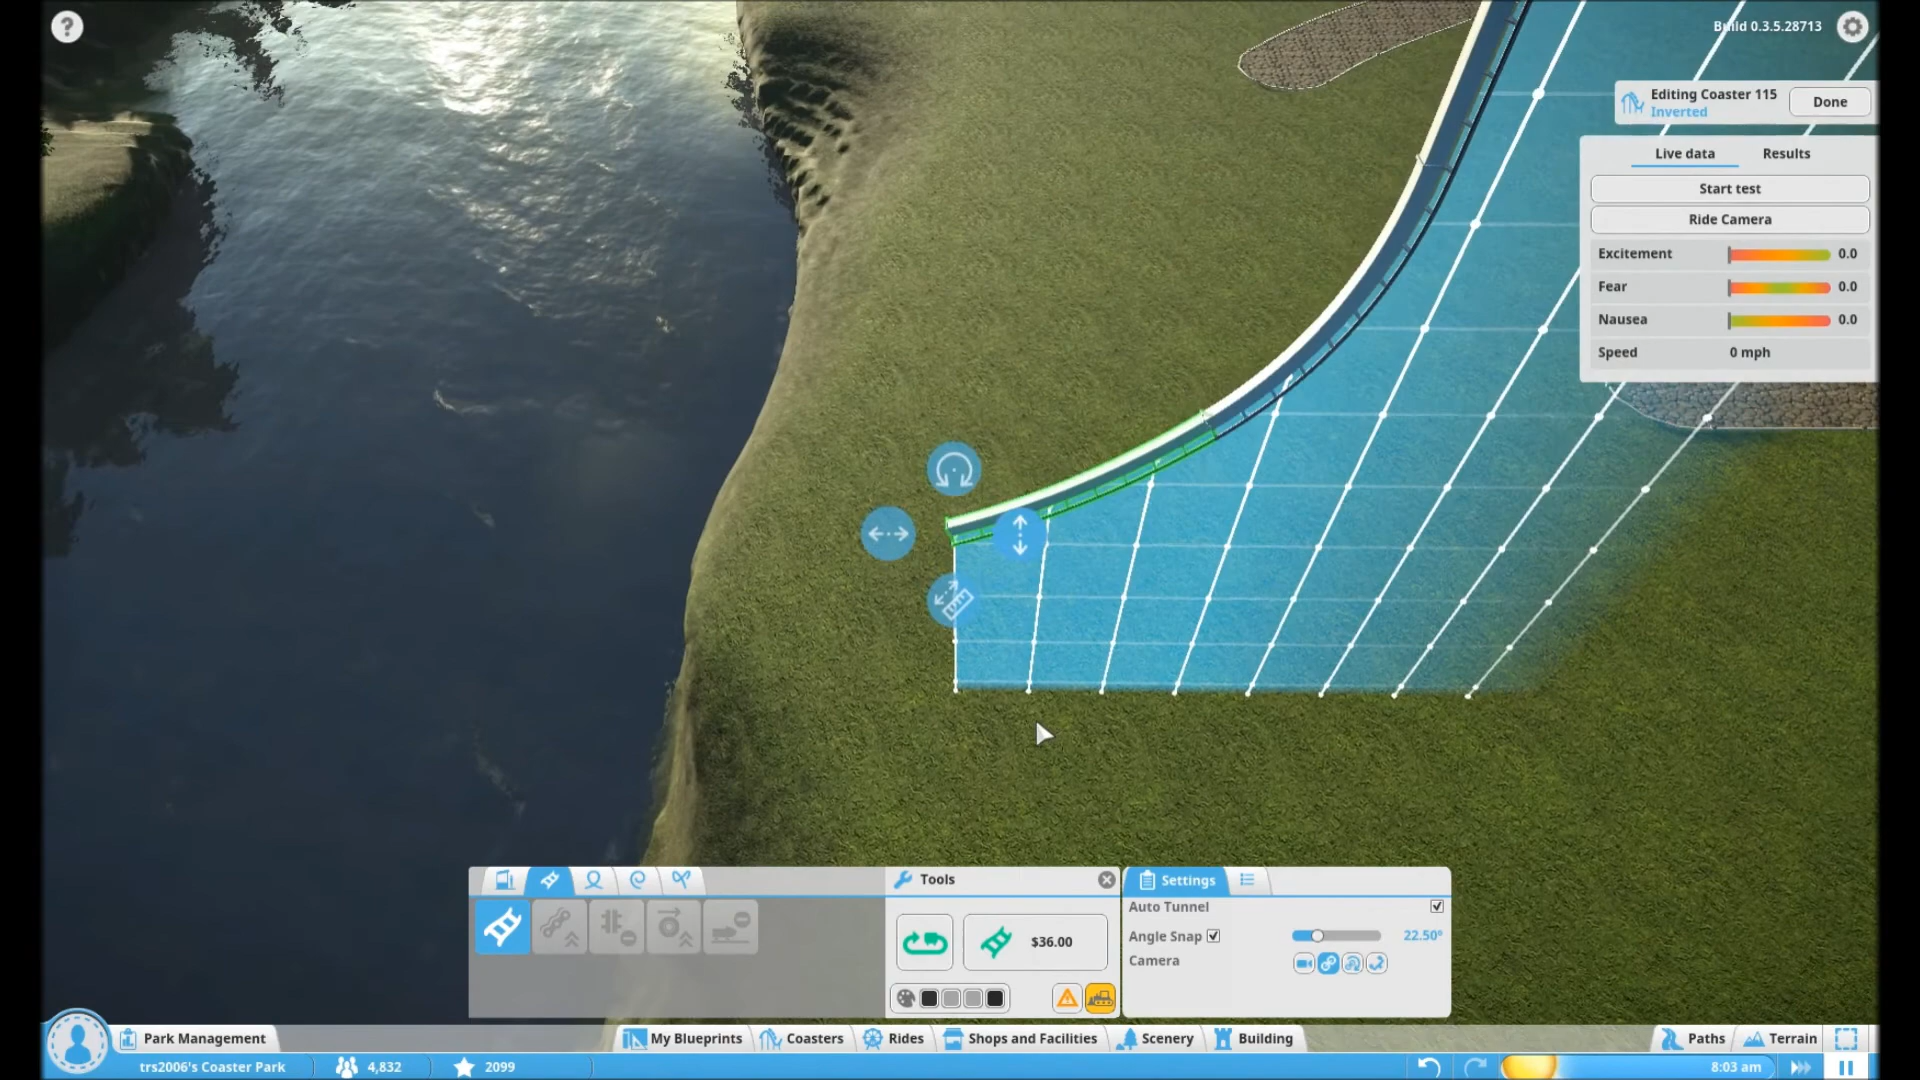 ?
Build 0.3.5.28713
Editing Coaster 115
Inverted
Done
Live data Results
Start test
Ride Camera
Excitement 0.0
Fear 0.0
Nausea 0.0
Speed 0 mph
Tools
Settings
Auto Tunnel
Angle Snap 22.50°
Camera
$36.00
Park Management My Blueprints Coasters Rides Shops and Facilities Scenery Building Paths Terrain
trs2006's Coaster Park 4,832 2099 8:03 am